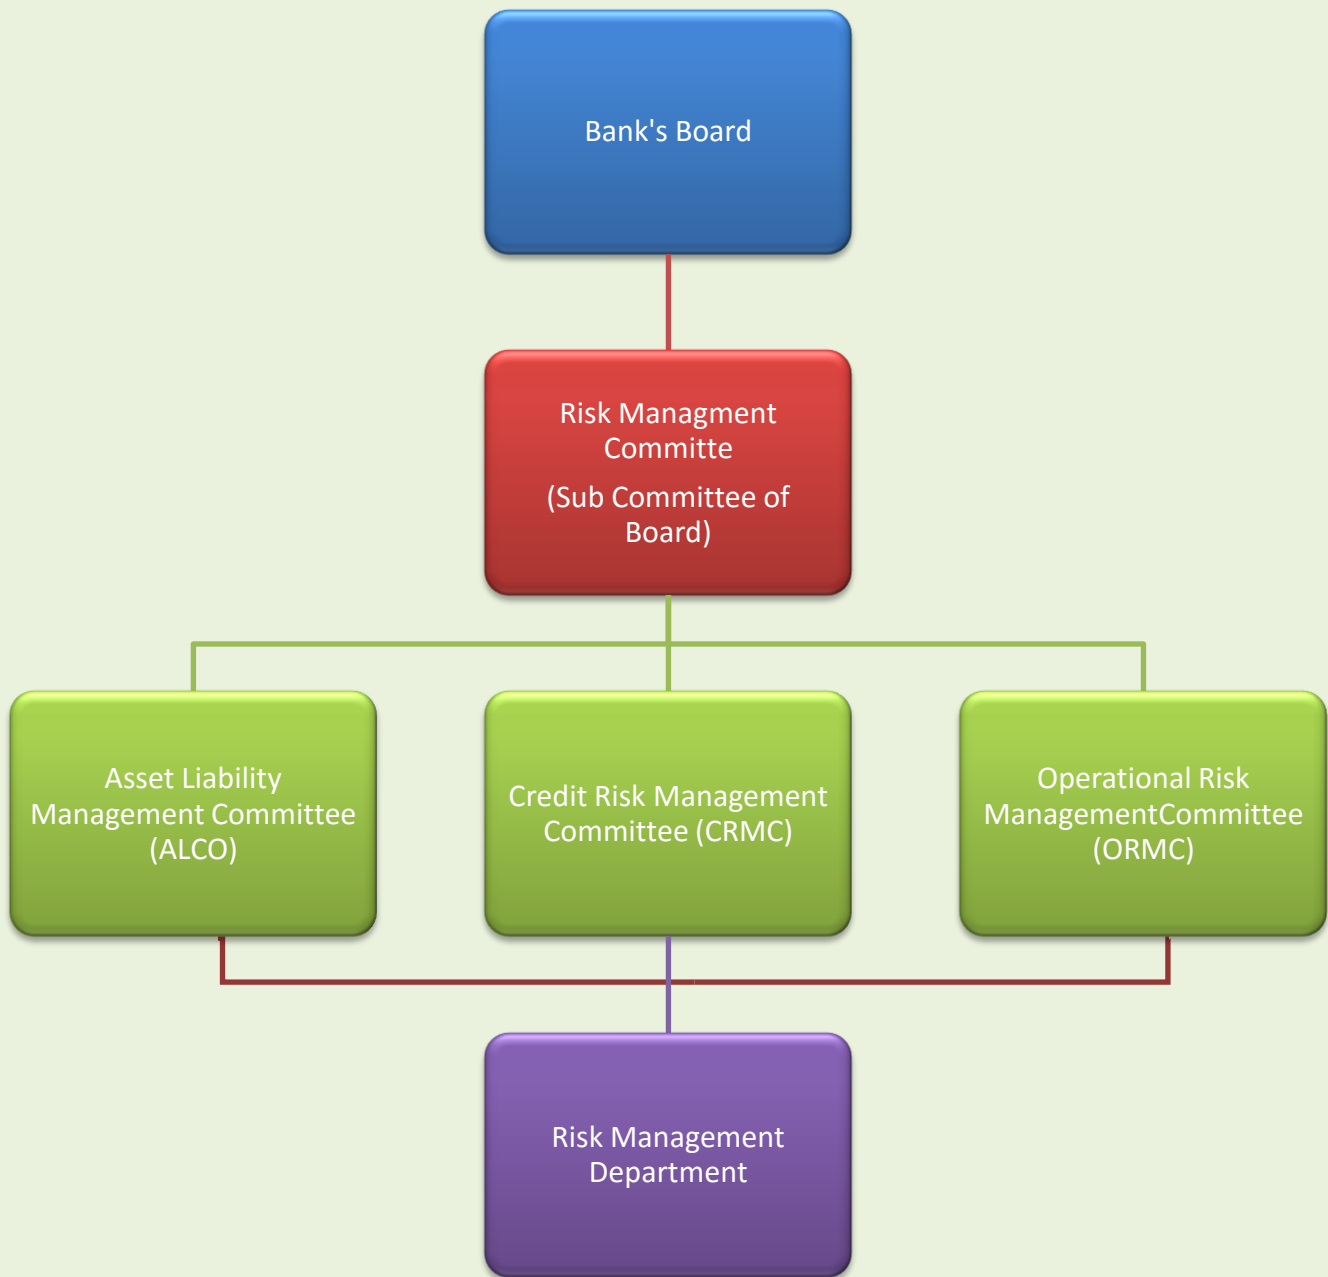 Bank's Board
Risk Managment
Committe
(Sub Committee of
Board)
Asset Liability
Management Committee
(ALCO)
Credit Risk Management
Committee (CRMC)
Operational Risk
ManagementCommittee
(ORMC)
Risk Management
Department